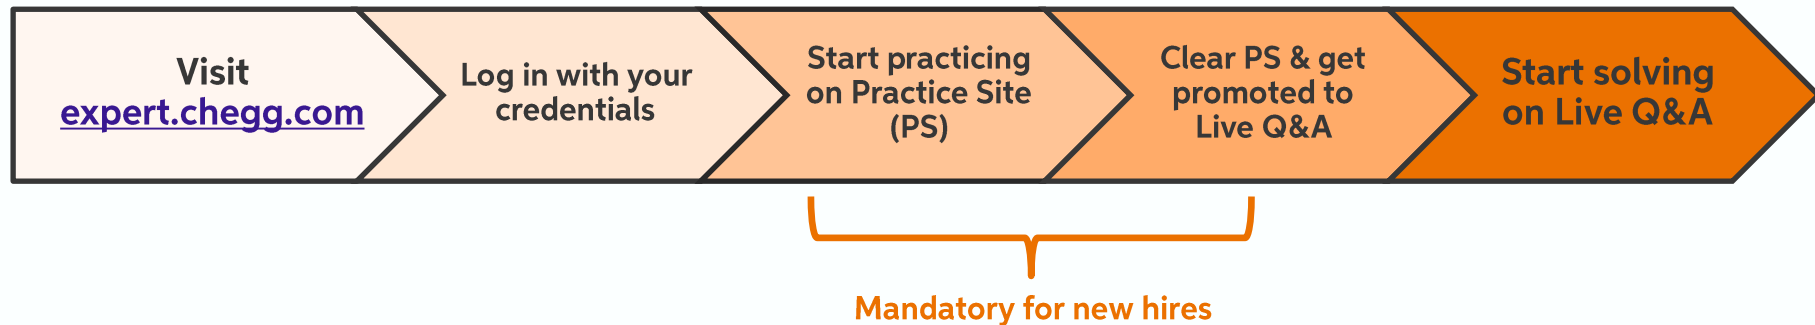 Visit
expert.chegg.com
Log in with your
credentials
Start practicing
on Practice Site
(PS)
Clear PS & get
promoted to
Live Q&A
Start solving
on Live Q&A
Mandatory for new hires